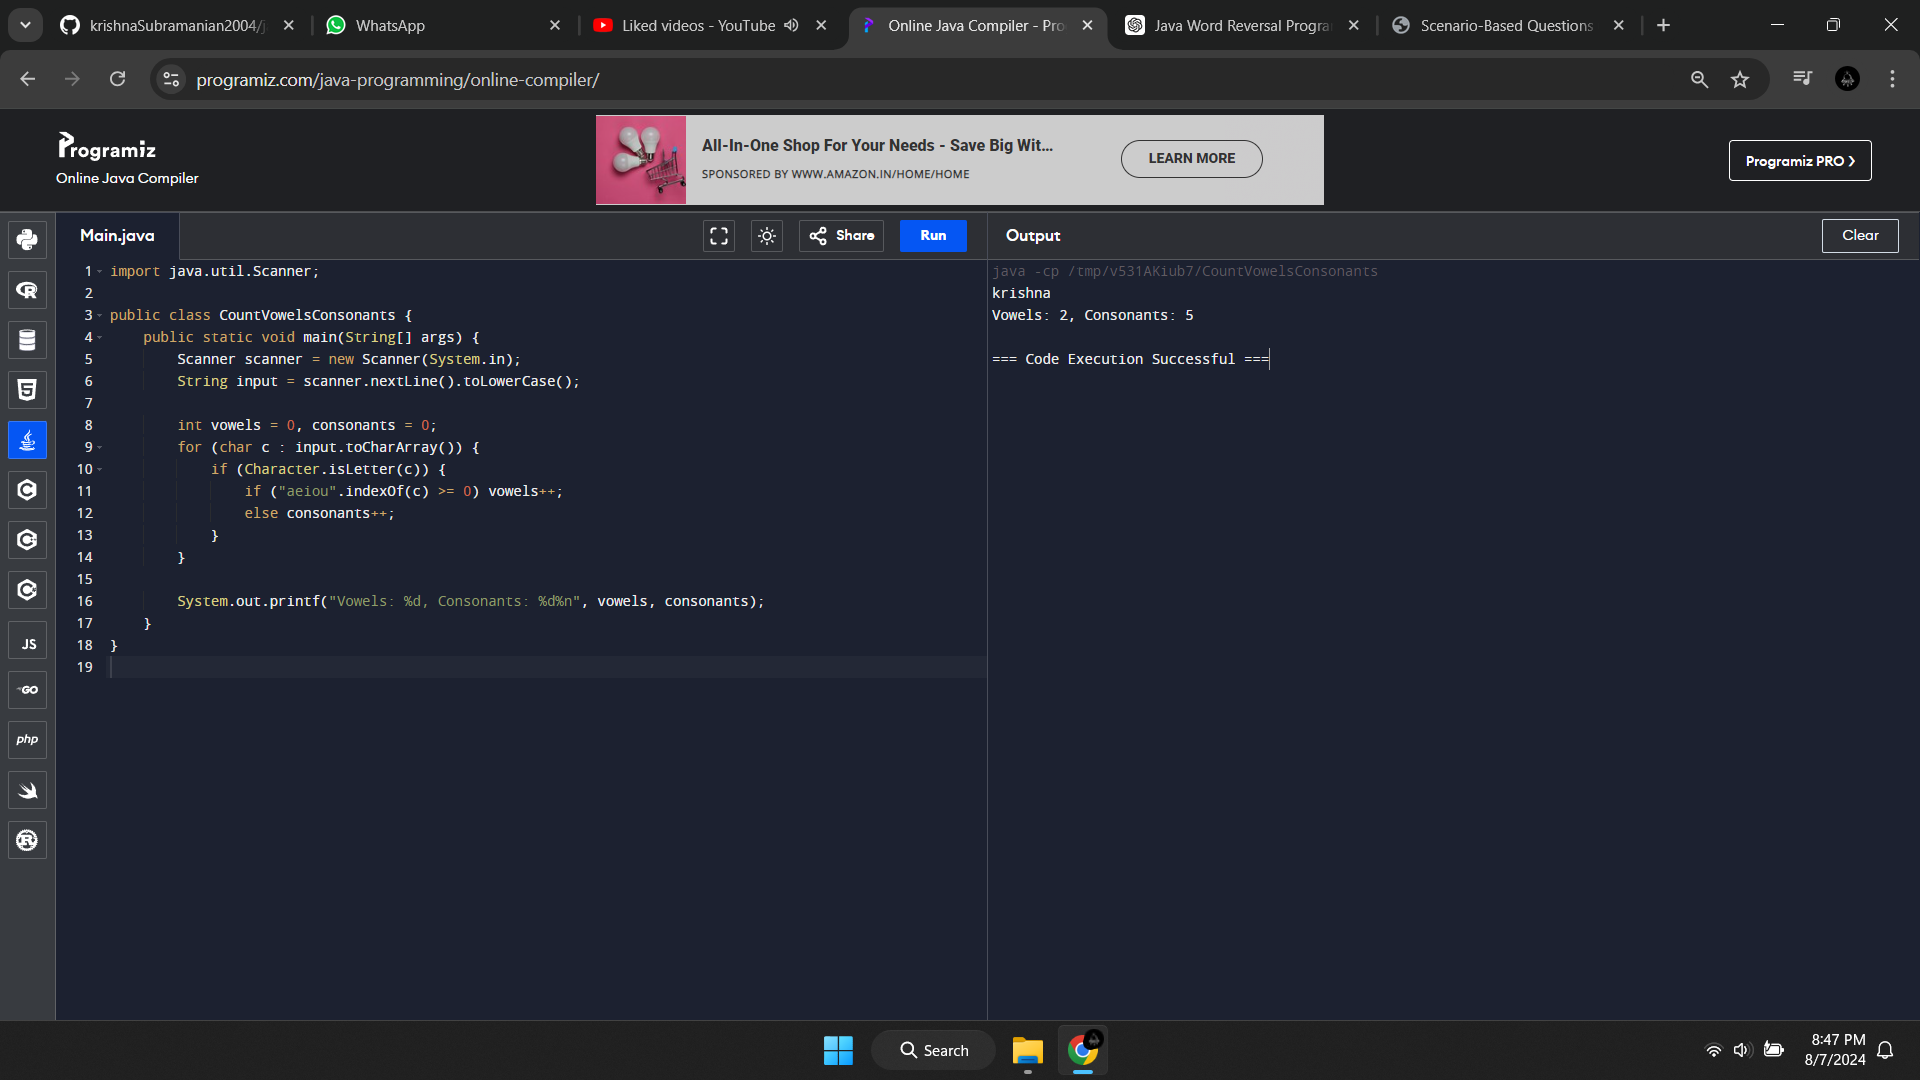 krishnaSubramanian2004/j
WhatsApp
Liked videos - YouTube
Online Java Compiler - Pro
Java Word Reversal Progra
Scenario-Based Questions
programiz.com/java-programming/online-compiler/
Programiz
Online Java Compiler
All-In-One Shop For Your Needs - Save Big Wit...
SPONSORED BY WWW.AMAZON.IN/HOME/HOME
LEARN MORE
Programiz PRO >
Main.java
Share
Run
Output
Clear
1 import java.util.Scanner;
2
3 public class CountVowelsConsonants {
4     public static void main(String[] args) {
5         Scanner scanner = new Scanner(System.in);
6         String input = scanner.nextLine().toLowerCase();
7
8         int vowels = 0, consonants = 0;
9         for (char c : input.toCharArray()) {
10             if (Character.isLetter(c)) {
11                 if ("aeiou".indexOf(c) >= 0) vowels++;
12                 else consonants++;
13             }
14         }
15
16         System.out.printf("Vowels: %d, Consonants: %d%n", vowels, consonants);
17     }
18 }
19
java -cp /tmp/v531AKiub7/CountVowelsConsonants
krishna
Vowels: 2, Consonants: 5
=== Code Execution Successful ===
R
5
C
C
C
JS
GO
php
R
Search
8:47 PM
8/7/2024